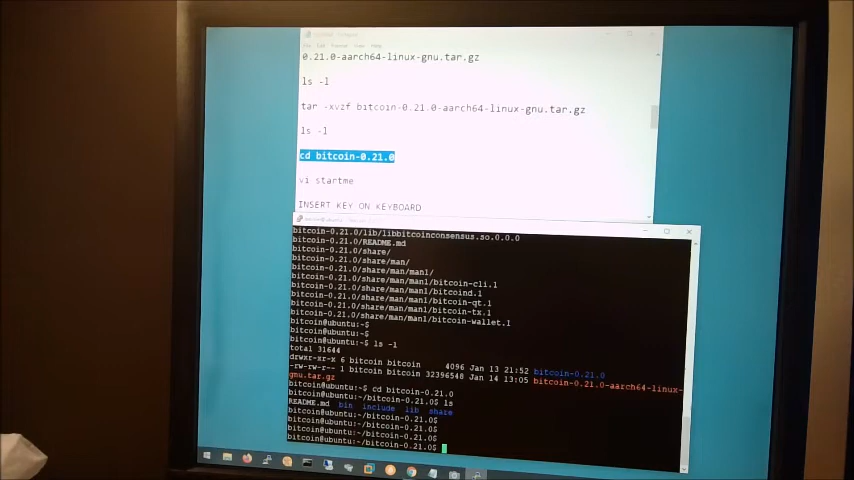 0.21.0-aarch64-linux-gnu.tar.gz
ls -l
tar -xvzf bitcoin-0.21.0-aarch64-linux-gnu.tar.gz
ls -l
cd bitcoin-0.21.0
vi startme
INSERT KEY ON KEYBOARD
bitcoin-0.21.0/lib/libbitcoinconsensus.so.0.0.0
bitcoin-0.21.0/README.md
bitcoin-0.21.0/share/
bitcoin-0.21.0/share/man/
bitcoin-0.21.0/share/man/man1/
bitcoin-0.21.0/share/man/man1/bitcoin-cli.1
bitcoin-0.21.0/share/man/man1/bitcoind.1
bitcoin-0.21.0/share/man/man1/bitcoin-qt.1
bitcoin-0.21.0/share/man/man1/bitcoin-tx.1
bitcoin-0.21.0/share/man/man1/bitcoin-wallet.1
bitcoin@ubuntu:~$
bitcoin@ubuntu:~$
bitcoin@ubuntu:~$ ls -l
total 31644
drwxr-xr-x 6 bitcoin bitcoin 4096 Jan 13 21:52 bitcoin-0.21.0
-rw-rw-r-- 1 bitcoin bitcoin 32396548 Jan 14 13:05 bitcoin-0.21.0-aarch64-linux-
gnu.tar.gz
bitcoin@ubuntu:~$ cd bitcoin-0.21.0
bitcoin@ubuntu:~/bitcoin-0.21.0$ ls
README.md bin include lib share
bitcoin@ubuntu:~/bitcoin-0.21.0$
bitcoin@ubuntu:~/bitcoin-0.21.0$
bitcoin@ubuntu:~/bitcoin-0.21.0$
bitcoin@ubuntu:~/bitcoin-0.21.0$